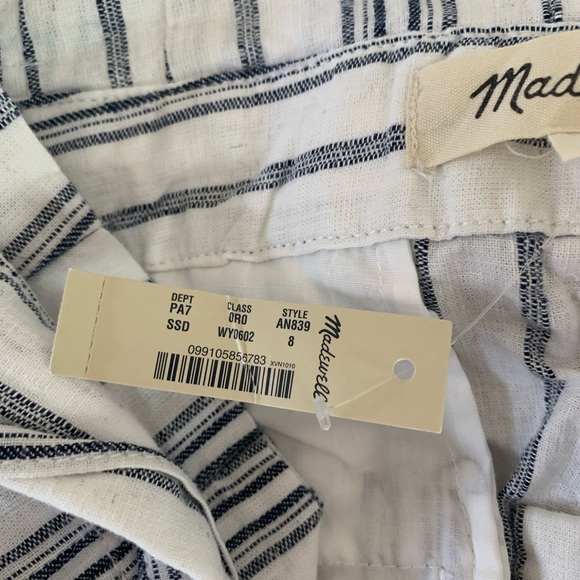 Mad
DEPT CLASS STYLE
PA7 0R0 AN839
SSD WY0602 8
099105856783 XVN1010
Madewell